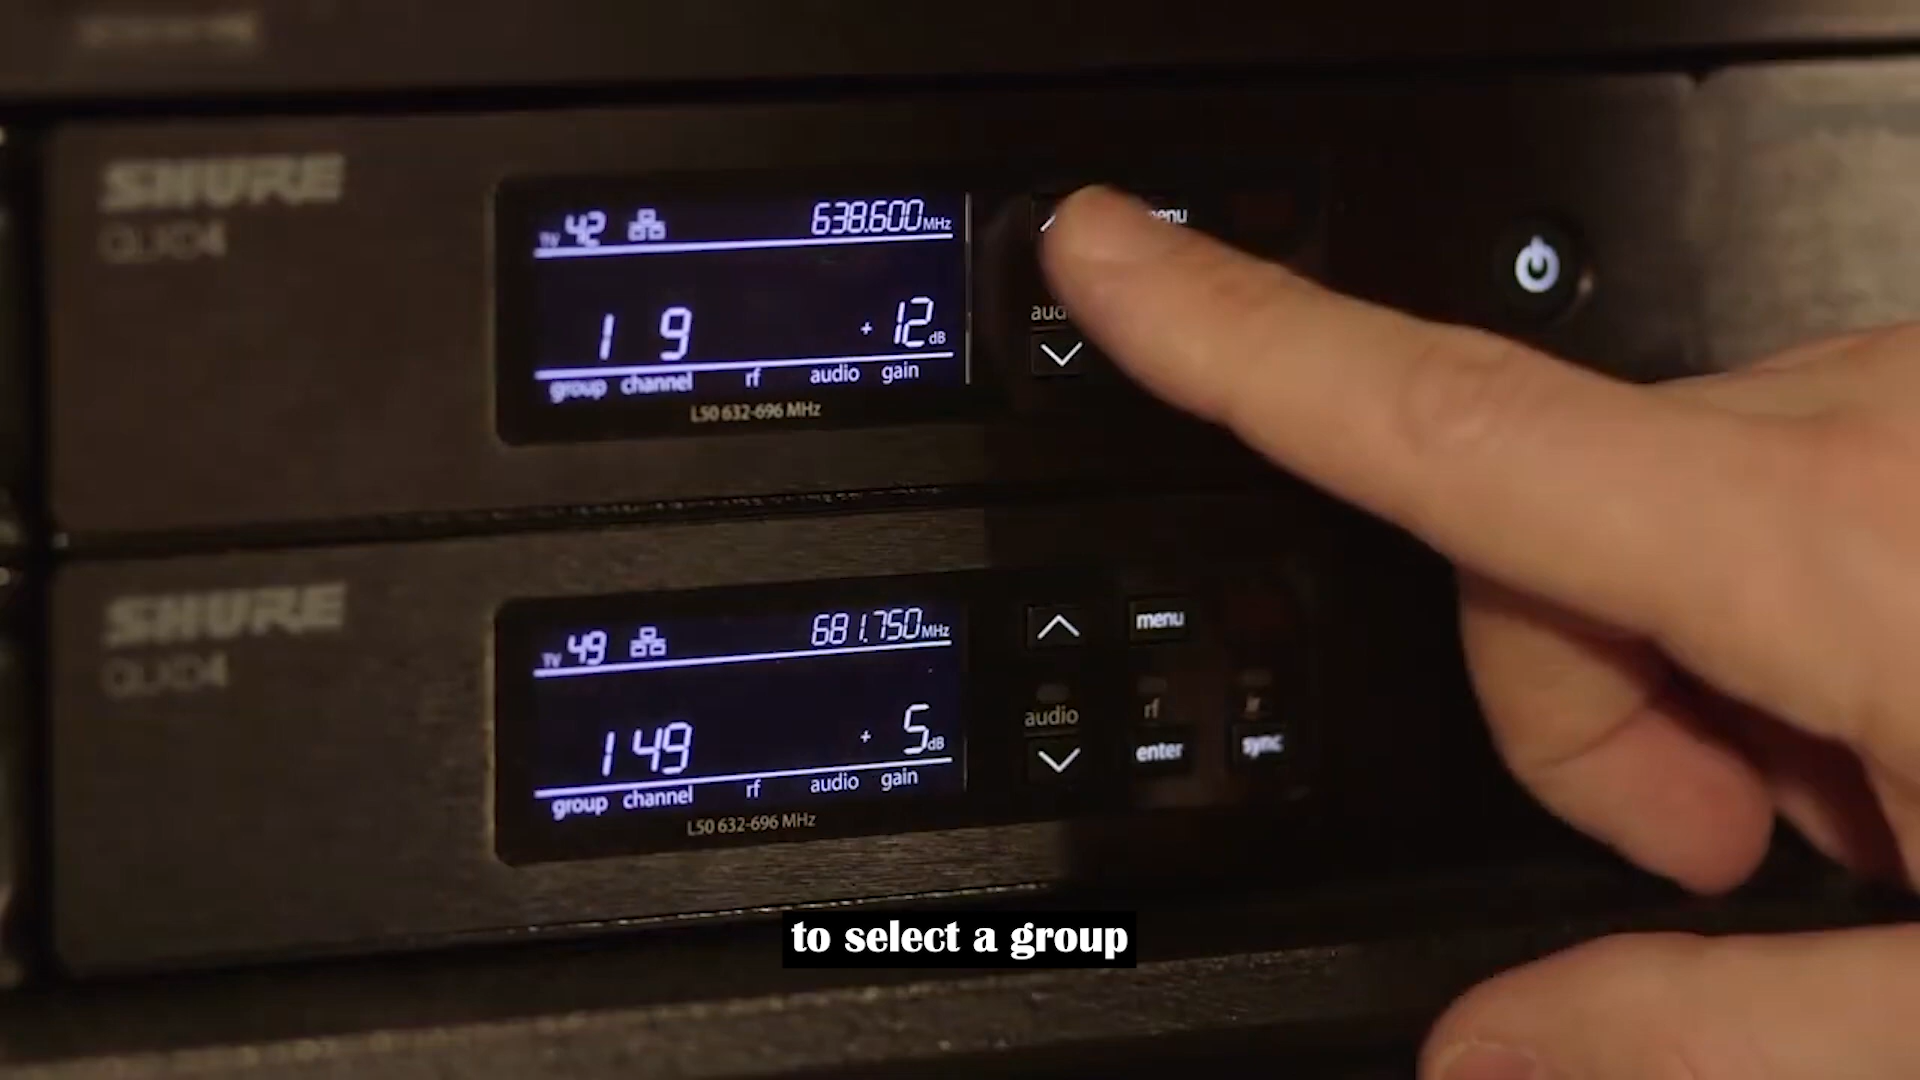 SHURE
QLXD4
TV 42 638.600 MHz
1 9 + 12 dB
group channel rf audio gain
L50 632-696 MHz
menu
SHURE
QLXD4
TV 49 681.750 MHz
1 49 + 5 dB
group channel rf audio gain
L50 632-696 MHz
menu
audio rf
enter sync
to select a group